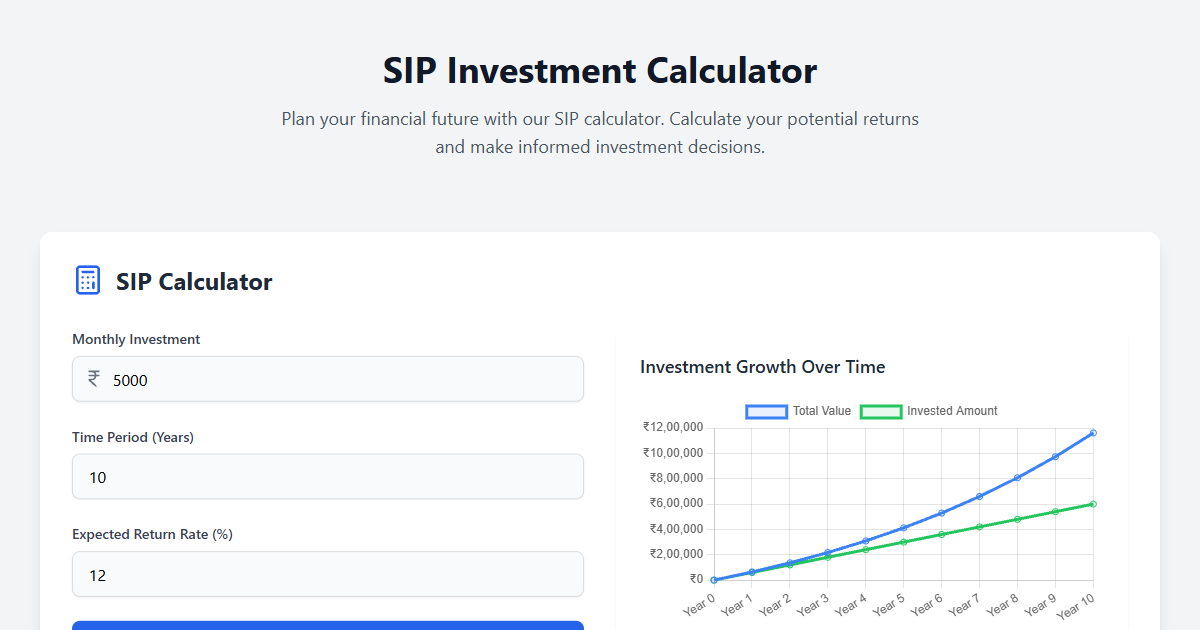 SIP Investment Calculator
Plan your financial future with our SIP calculator. Calculate your potential returns
and make informed investment decisions.
SIP Calculator
Monthly Investment
₹ 5000
Time Period (Years)
10
Expected Return Rate (%)
12
Investment Growth Over Time
Total Value Invested Amount
₹12,00,000
₹10,00,000
₹8,00,000
₹6,00,000
₹4,00,000
₹2,00,000
₹0
Year 0 Year 1 Year 2 Year 3 Year 4 Year 5 Year 6 Year 7 Year 8 Year 9 Year 10